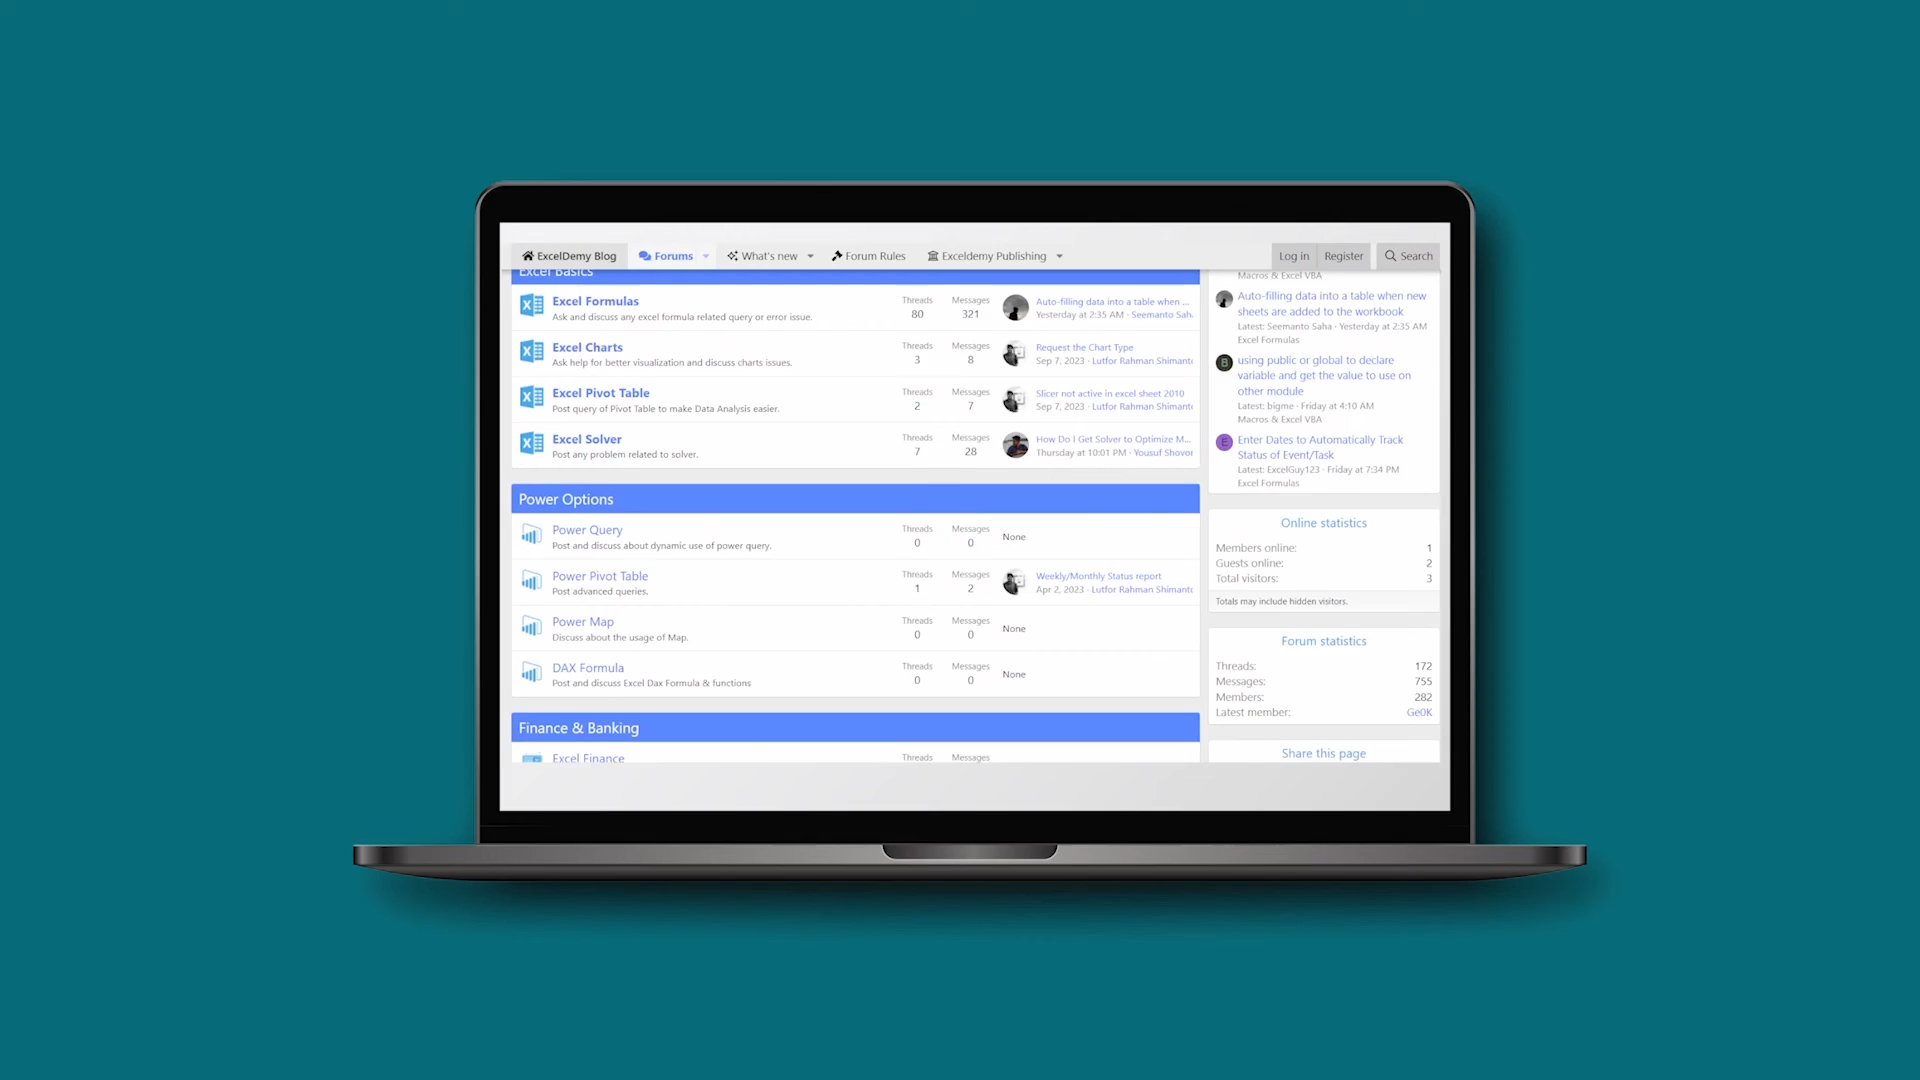 ExcelDemy Blog
Forums
What's new
Forum Rules
Exceldemy Publishing
Log in
Register
Search
Excel Basics
Excel Formulas
Ask and discuss any excel formula related query or error issue.
Threads
80
Messages
321
Auto-filling data into a table when ...
Yesterday at 2:35 AM · Seemanto Sah
Excel Charts
Ask help for better visualization and discuss charts issues.
Threads
3
Messages
8
Request the Chart Type
Sep 7, 2023 · Lutfor Rahman Shimanto
Excel Pivot Table
Post query of Pivot Table to make Data Analysis easier.
Threads
2
Messages
7
Slicer not active in excel sheet 2010
Sep 7, 2023 · Lutfor Rahman Shimanto
Excel Solver
Post any problem related to solver.
Threads
7
Messages
28
How Do I Get Solver to Optimize M...
Thursday at 10:01 PM · Yousuf Shovon
Power Options
Power Query
Post and discuss about dynamic use of power query.
Threads
0
Messages
0
None
Power Pivot Table
Post advanced queries.
Threads
1
Messages
2
Weekly/Monthly Status report
Apr 2, 2023 · Lutfor Rahman Shimanto
Power Map
Discuss about the usage of Map.
Threads
0
Messages
0
None
DAX Formula
Post and discuss Excel Dax Formula & functions
Threads
0
Messages
0
None
Finance & Banking
Excel Finance
Threads
Messages
Macros & Excel VBA
Auto-filling data into a table when new
sheets are added to the workbook
Latest: Seemanto Saha · Yesterday at 2:35 AM
Excel Formulas
B
using public or global to declare
variable and get the value to use on
other module
Latest: bigme · Friday at 4:10 AM
Macros & Excel VBA
E
Enter Dates to Automatically Track
Status of Event/Task
Latest: ExcelGuy123 · Friday at 7:34 PM
Excel Formulas
Online statistics
Members online: 1
Guests online: 2
Total visitors: 3
Totals may include hidden visitors.
Forum statistics
Threads: 172
Messages: 755
Members: 282
Latest member: Ge0K
Share this page